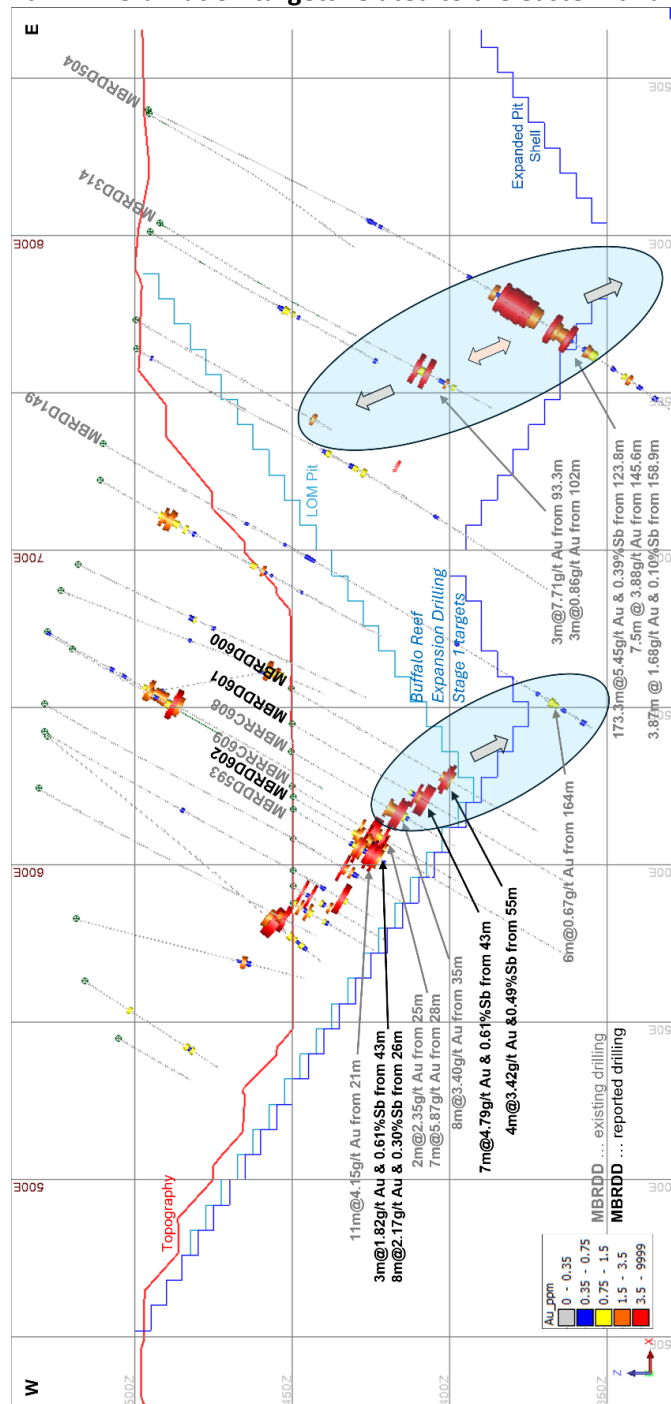 targets related to the
W
E
MBRDD504
MBRDD314
MBRDD149
MBRDD600
MBRDD601
MBRRC608
MBRRC609
MBRDD602
MBRDD593
800E
700E
600E
500E
450Z
400Z
350Z
Topography
LOM Pit
Expanded Pit
Shell
Buffalo Reef
Expansion Drilling
Stage 1 targets
11m@4.15g/t Au from 21m
3m@1.82g/t Au & 0.61%Sb from 43m
8m@2.17g/t Au & 0.30%Sb from 26m
2m@2.35g/t Au from 25m
7m@5.87g/t Au from 28m
8m@3.40g/t Au from 35m
7m@4.79g/t Au & 0.61%Sb from 43m
4m@3.42g/t Au &0.49%Sb from 55m
6m@0.67g/t Au from 164m
3m@7.71g/t Au from 93.3m
3m@0.86g/t Au from 102m
173.3m@5.45g/t Au & 0.39%Sb from 123.8m
7.5m @ 3.88g/t Au from 145.6m
3.87m @ 1.68g/t Au & 0.10%Sb from 158.9m
Au_ppm
0 - 0.35
0.35 - 0.75
0.75 - 1.5
1.5 - 3.5
3.5 - 9999
MBRDD ... existing drilling
MBRDD ... reported drilling
Z
X